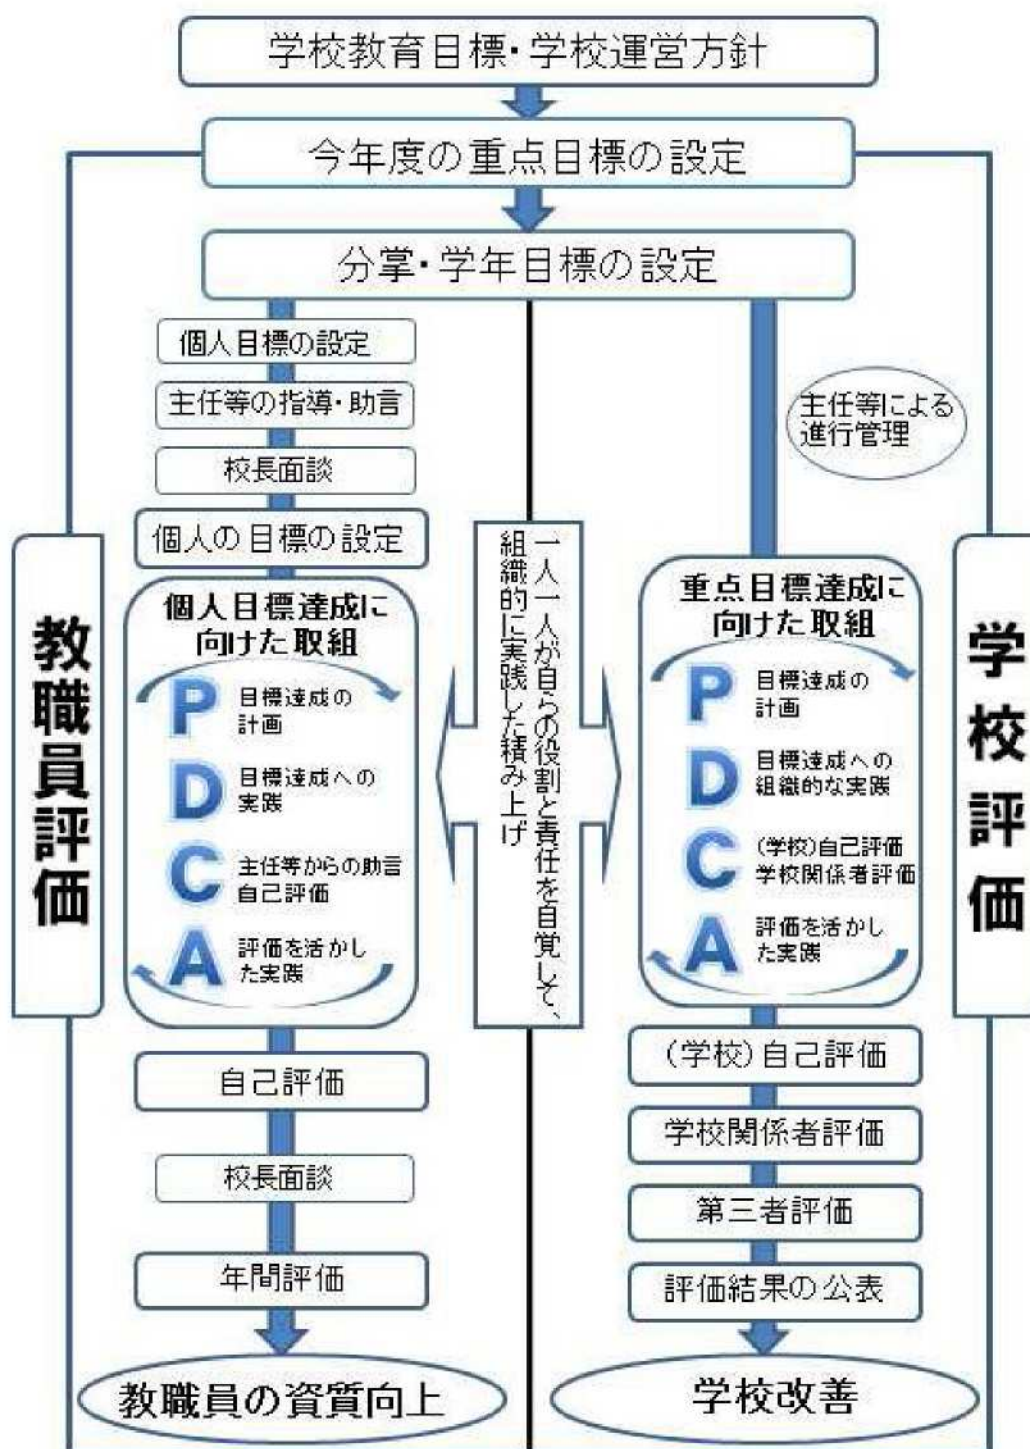 学校教育目標・学校運営方針
今年度の重点目標の設定
分掌・学年目標の設定
個人目標の設定
主任等の指導・助言
校長面談
個人の目標の設定
教職員評価
個人目標達成に
向けた取組
P
目標達成の
計画
D
目標達成への
実践
C
主任等からの助言
自己評価
A
評価を活かし
た実践
自己評価
校長面談
年間評価
教職員の資質向上
一人一人が自らの役割と責任を自覚して、
組織的に実践した積み上げ
主任等による
進行管理
学校評価
重点目標達成に
向けた取組
P
目標達成の
計画
D
目標達成への
組織的な実践
C
(学校)自己評価
学校関係者評価
A
評価を活かし
た実践
(学校)自己評価
学校関係者評価
第三者評価
評価結果の公表
学校改善